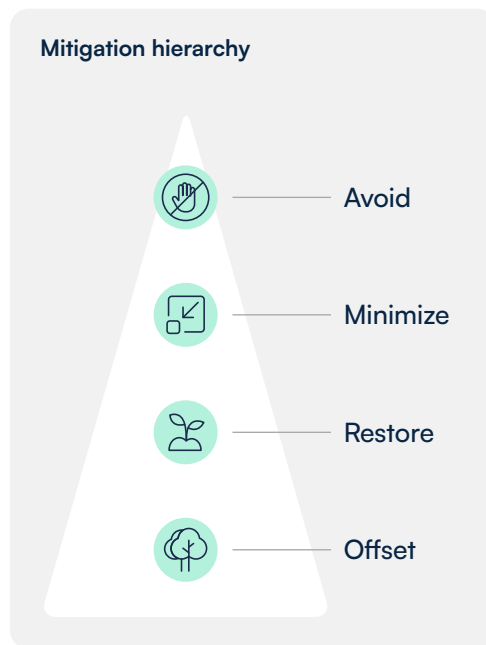 Mitigation hierarchy
Avoid
Minimize
Restore
Offset